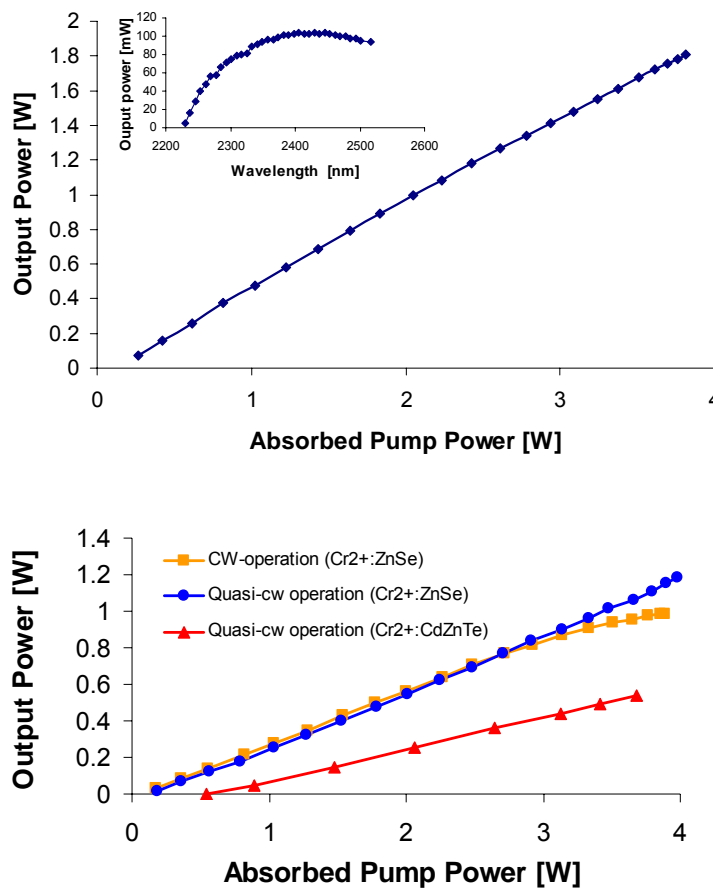 2
1.8
1.6
1.4
1.2
1
0.8
0.6
0.4
0.2
0
Output Power [W]
0 1 2 3 4
Absorbed Pump Power [W]
120
100
80
60
40
20
0
Ouput power [mW]
2200 2300 2400 2500 2600
Wavelength [nm]
1.4
1.2
1
0.8
0.6
0.4
0.2
0
Output Power [W]
CW-operation (Cr2+:ZnSe)
Quasi-cw operation (Cr2+:ZnSe)
Quasi-cw operation (Cr2+:CdZnTe)
0 1 2 3 4
Absorbed Pump Power [W]